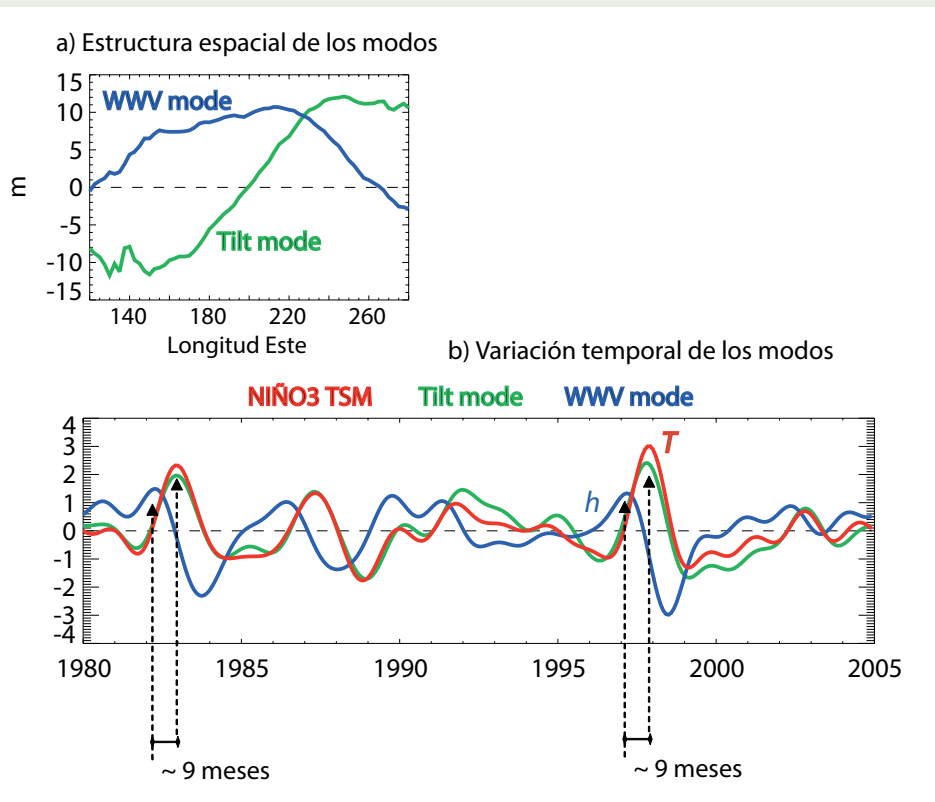 a) Estructura espacial de los modos
15
10
5
0
-5
-10
-15
m
WWV mode
Tilt mode
140 180 220 260
Longitud Este
b) Variación temporal de los modos
NIÑO3 TSM Tilt mode WWV mode
4
3
2
1
0
-1
-2
-3
-4
T
h
1980 1985 1990 1995 2000 2005
~ 9 meses ~ 9 meses